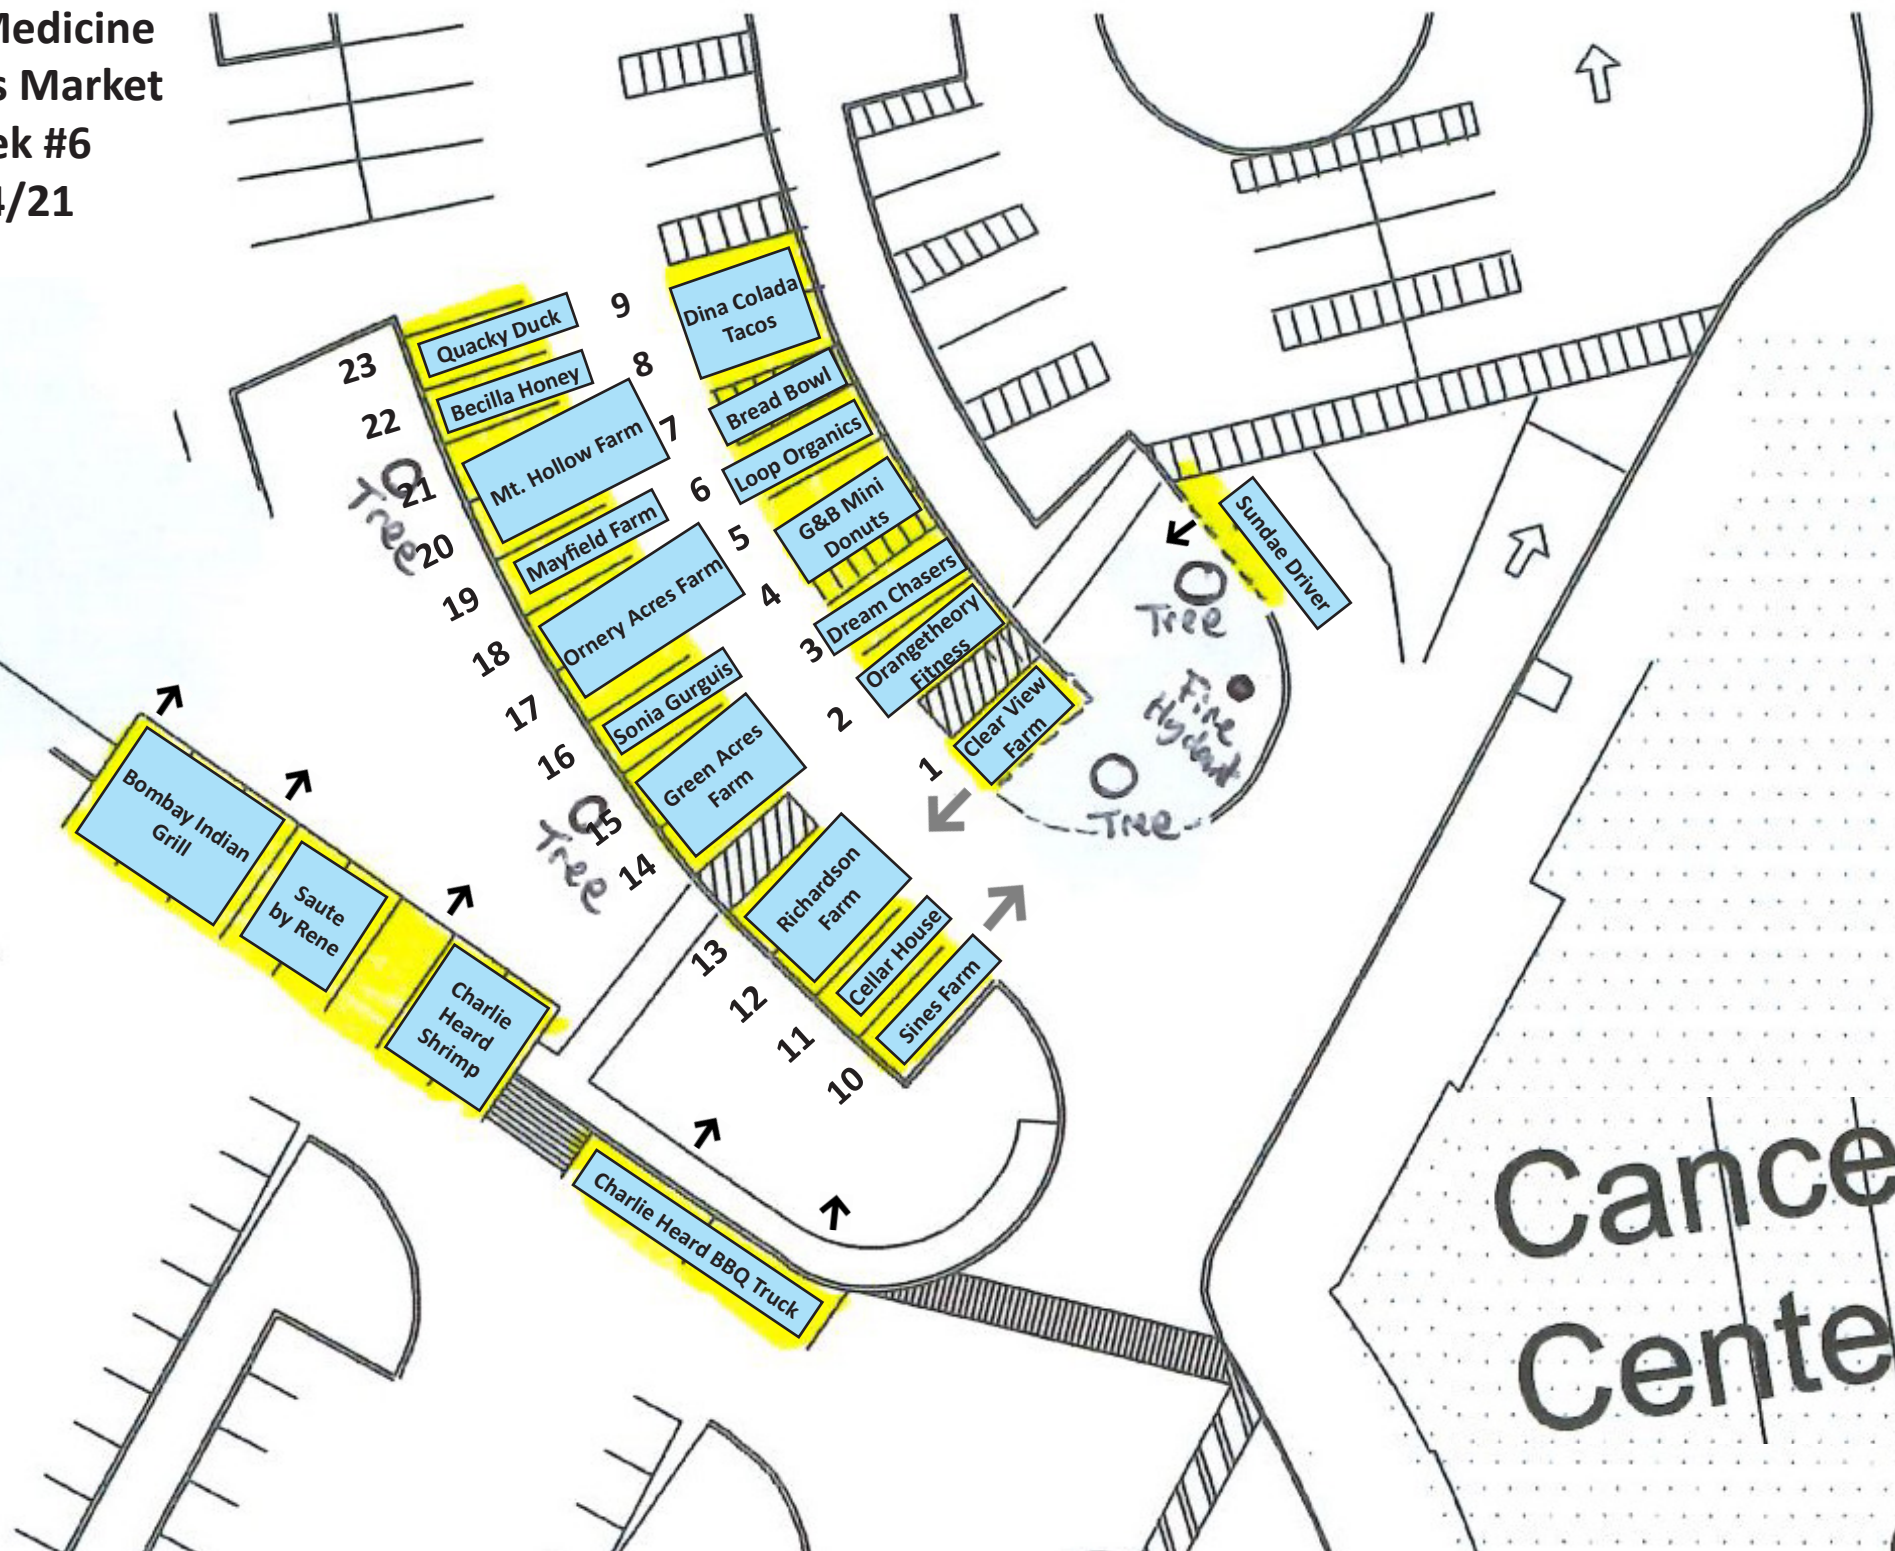 Medicine
s Market
ek #6
4/21
Quacky Duck
Becilla Honey
Mt. Hollow Farm
Mayfield Farm
Ornery Acres Farm
Sonia Gurguis
Green Acres
Farm
Richardson
Farm
Cellar House
Sines Farm
23
22
21
20
19
18
17
16
15
14
13
12
11
10
Tree
Tree
9
8
7
6
5
4
3
2
1
Dina Colada
Tacos
Bread Bowl
Loop Organics
G&B Mini
Donuts
Dream Chasers
Orangetheory
Fitness
Clear View
Farm
Sundae Driver
Tree
Fire
Hydrant
Tree
Bombay Indian
Grill
Saute
by Rene
Charlie
Heard
Shrimp
Charlie Heard BBQ Truck
Cance
Cente